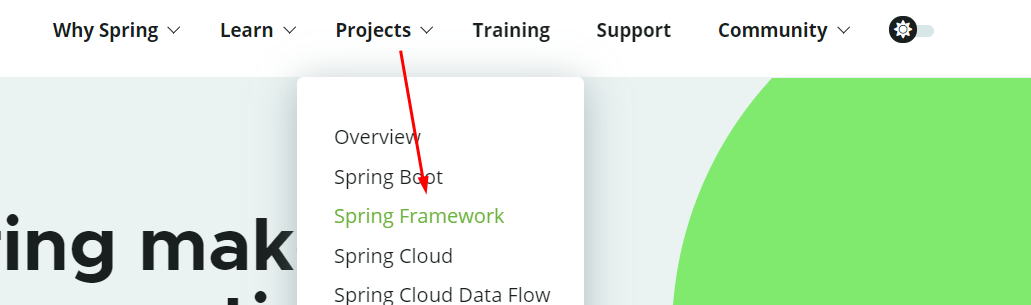 Why Spring
Learn
Projects
Training
Support
Community
Overview
Spring Boot
Spring Framework
Spring Cloud
Spring Cloud Data Flow
ing mak